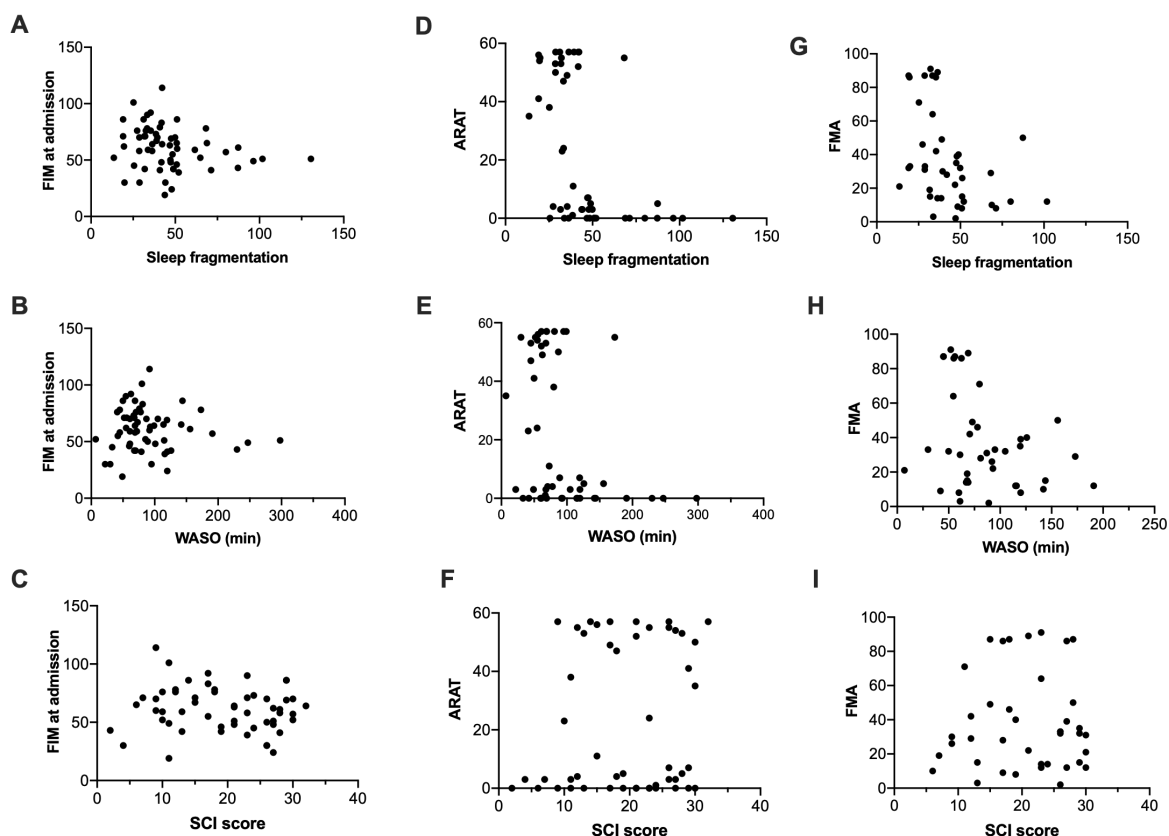 A
FIM at admission
150
100
50
0
0 50 100 150
Sleep fragmentation
D
ARAT
60
40
20
0
0 50 100 150
Sleep fragmentation
G
FMA
100
80
60
40
20
0
0 50 100 150
Sleep fragmentation
B
FIM at admission
150
100
50
0
0 100 200 300 400
WASO (min)
E
ARAT
60
40
20
0
0 100 200 300 400
WASO (min)
H
FMA
100
80
60
40
20
0
0 50 100 150 200 250
WASO (min)
C
FIM at admission
150
100
50
0
0 10 20 30 40
SCI score
F
ARAT
60
40
20
0
0 10 20 30 40
SCI score
I
FMA
100
80
60
40
20
0
0 10 20 30 40
SCI score